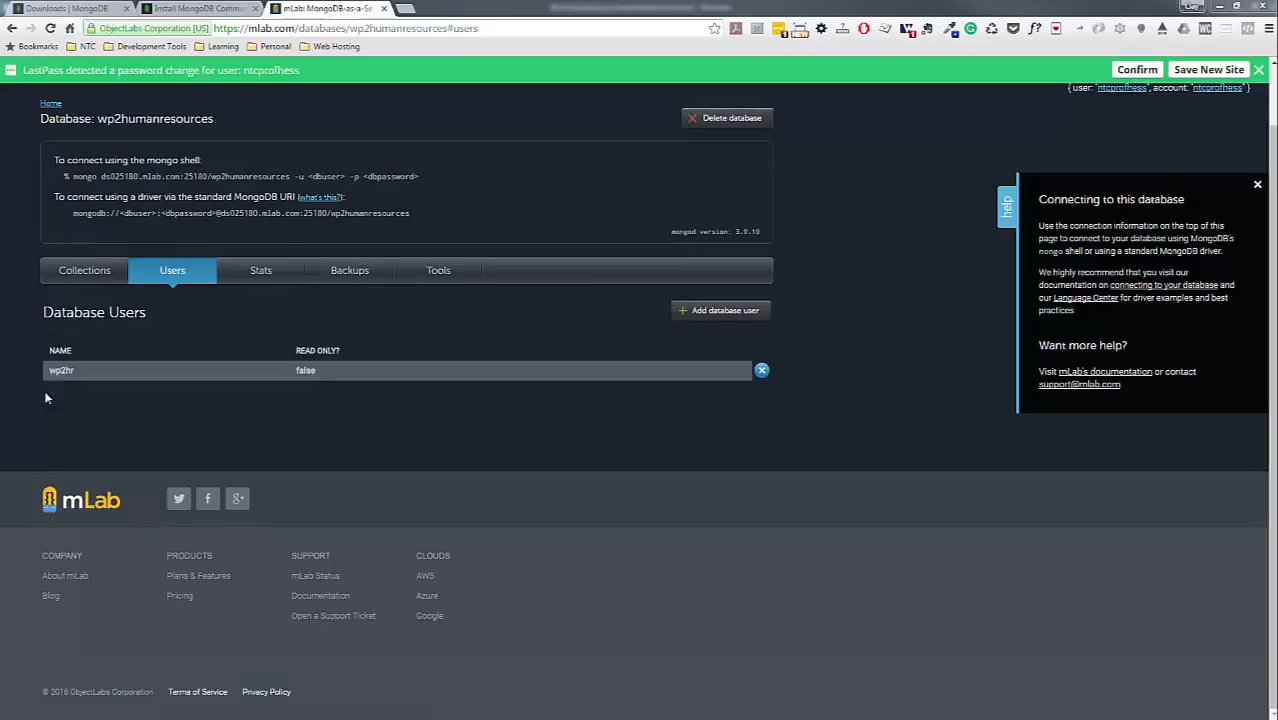 Downloads | MongoDB
Install MongoDB Commun
mLab: MongoDB-as-a-Se
Clay
ObjectLabs Corporation [US]
https://mlab.com/databases/wp2humanresources#users
Bookmarks
NTC
Development Tools
Learning
Personal
Web Hosting
LastPass detected a password change for user: ntcprofhess
Confirm
Save New Site
{ user: "ntcprofhess", account: "ntcprofhess" }
Home
Database: wp2humanresources
Delete database
To connect using the mongo shell:
% mongo ds025180.mlab.com:25180/wp2humanresources -u <dbuser> -p <dbpassword>
To connect using a driver via the standard MongoDB URI (what's this?):
mongodb://<dbuser>:<dbpassword>@ds025180.mlab.com:25180/wp2humanresources
mongod version: 3.0.10
help
Connecting to this database
Use the connection information on the top of this
page to connect to your database using MongoDB's
mongo shell or using a standard MongoDB driver.
We highly recommend that you visit our
documentation on connecting to your database and
our Language Center for driver examples and best
practices.
Want more help?
Visit mLab's documentation or contact
support@mlab.com.
Collections
Users
Stats
Backups
Tools
Database Users
+ Add database user
NAME
READ ONLY?
wp2hr
false
mLab
COMPANY
About mLab
Blog
PRODUCTS
Plans & Features
Pricing
SUPPORT
mLab Status
Documentation
Open a Support Ticket
CLOUDS
AWS
Azure
Google
© 2016 ObjectLabs Corporation
Terms of Service
Privacy Policy